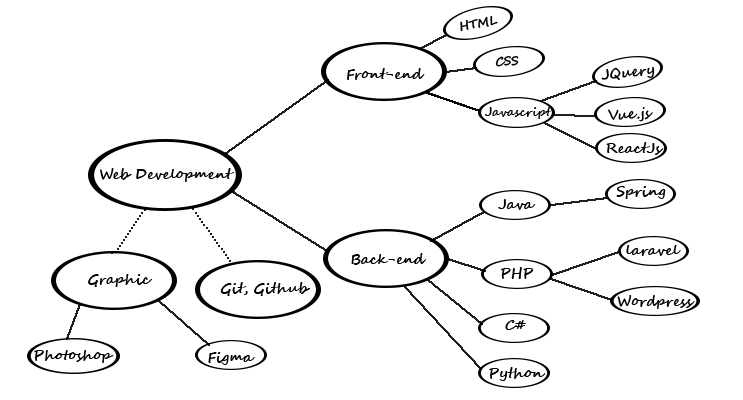 HTML
CSS
Front-end
JQuery
Javascript
Vue.js
ReactJs
Web Development
Java
Spring
Back-end
laravel
PHP
Wordpress
Graphic
Git, Github
C#
Photoshop
Figma
Python